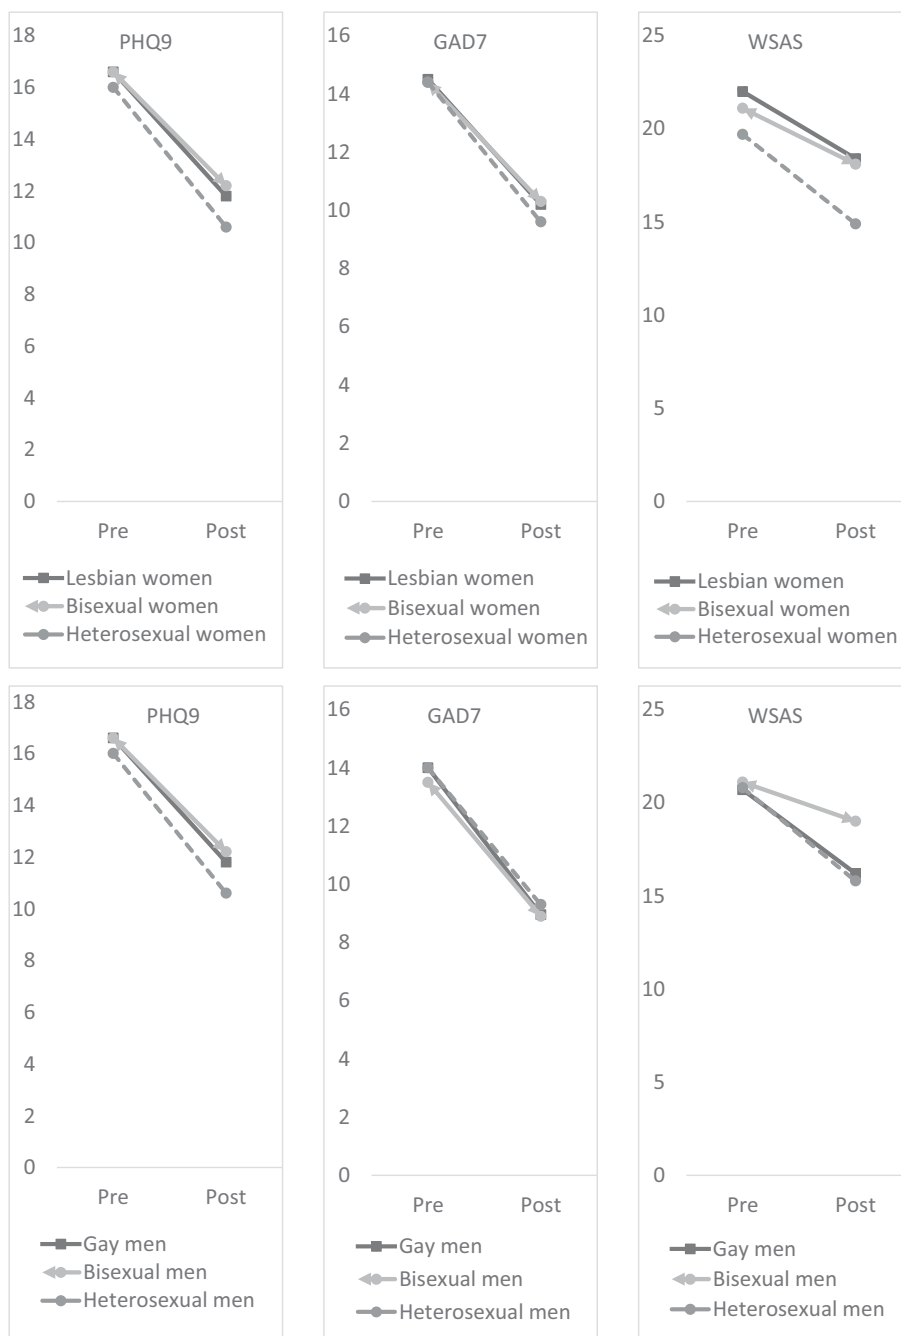 PHQ9
18
16
14
12
10
8
6
4
2
0
Pre Post
Lesbian women
Bisexual women
Heterosexual women
GAD7
16
14
12
10
8
6
4
2
0
Pre Post
Lesbian women
Bisexual women
Heterosexual women
WSAS
25
20
15
10
5
0
Pre Post
Lesbian women
Bisexual women
Heterosexual women
PHQ9
18
16
14
12
10
8
6
4
2
0
Pre Post
Gay men
Bisexual men
Heterosexual men
GAD7
16
14
12
10
8
6
4
2
0
Pre Post
Gay men
Bisexual men
Heterosexual men
WSAS
25
20
15
10
5
0
Pre Post
Gay men
Bisexual men
Heterosexual men